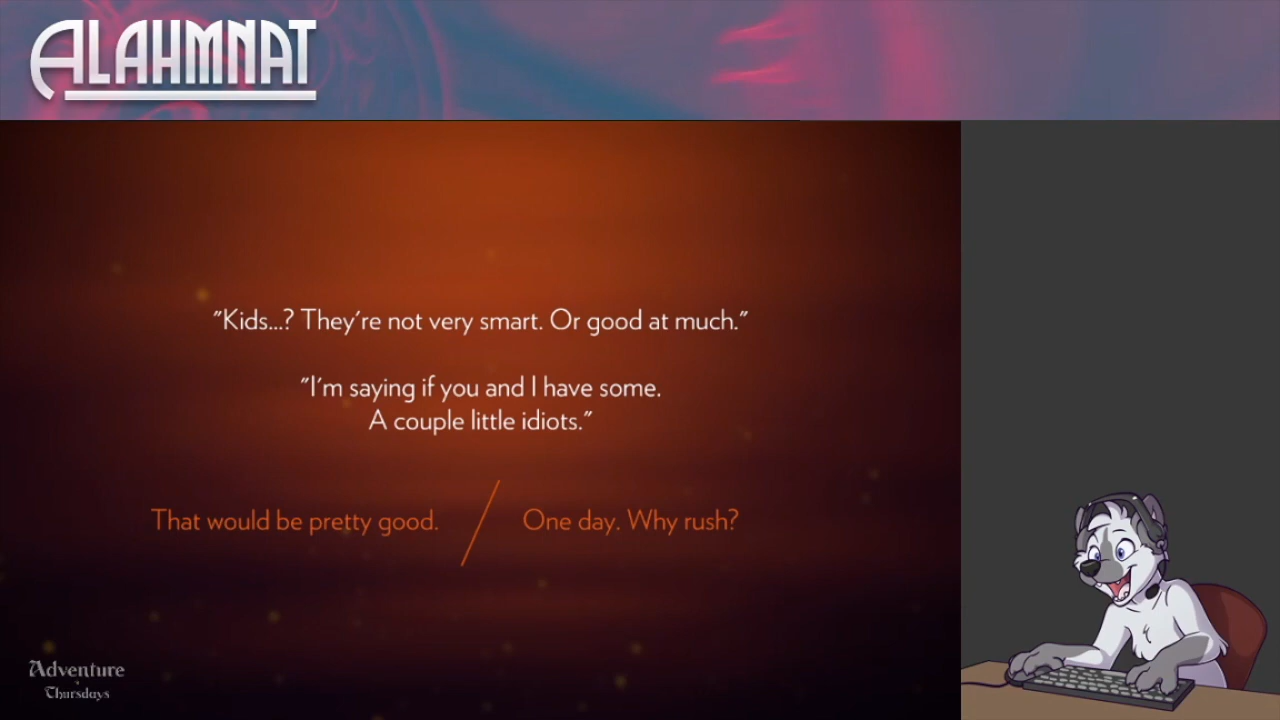 ALAHMNAT
"Kids...? They're not very smart. Or good at much."
"I'm saying if you and I have some.
A couple little idiots."
That would be pretty good. / One day. Why rush?
Adventure
Thursdays